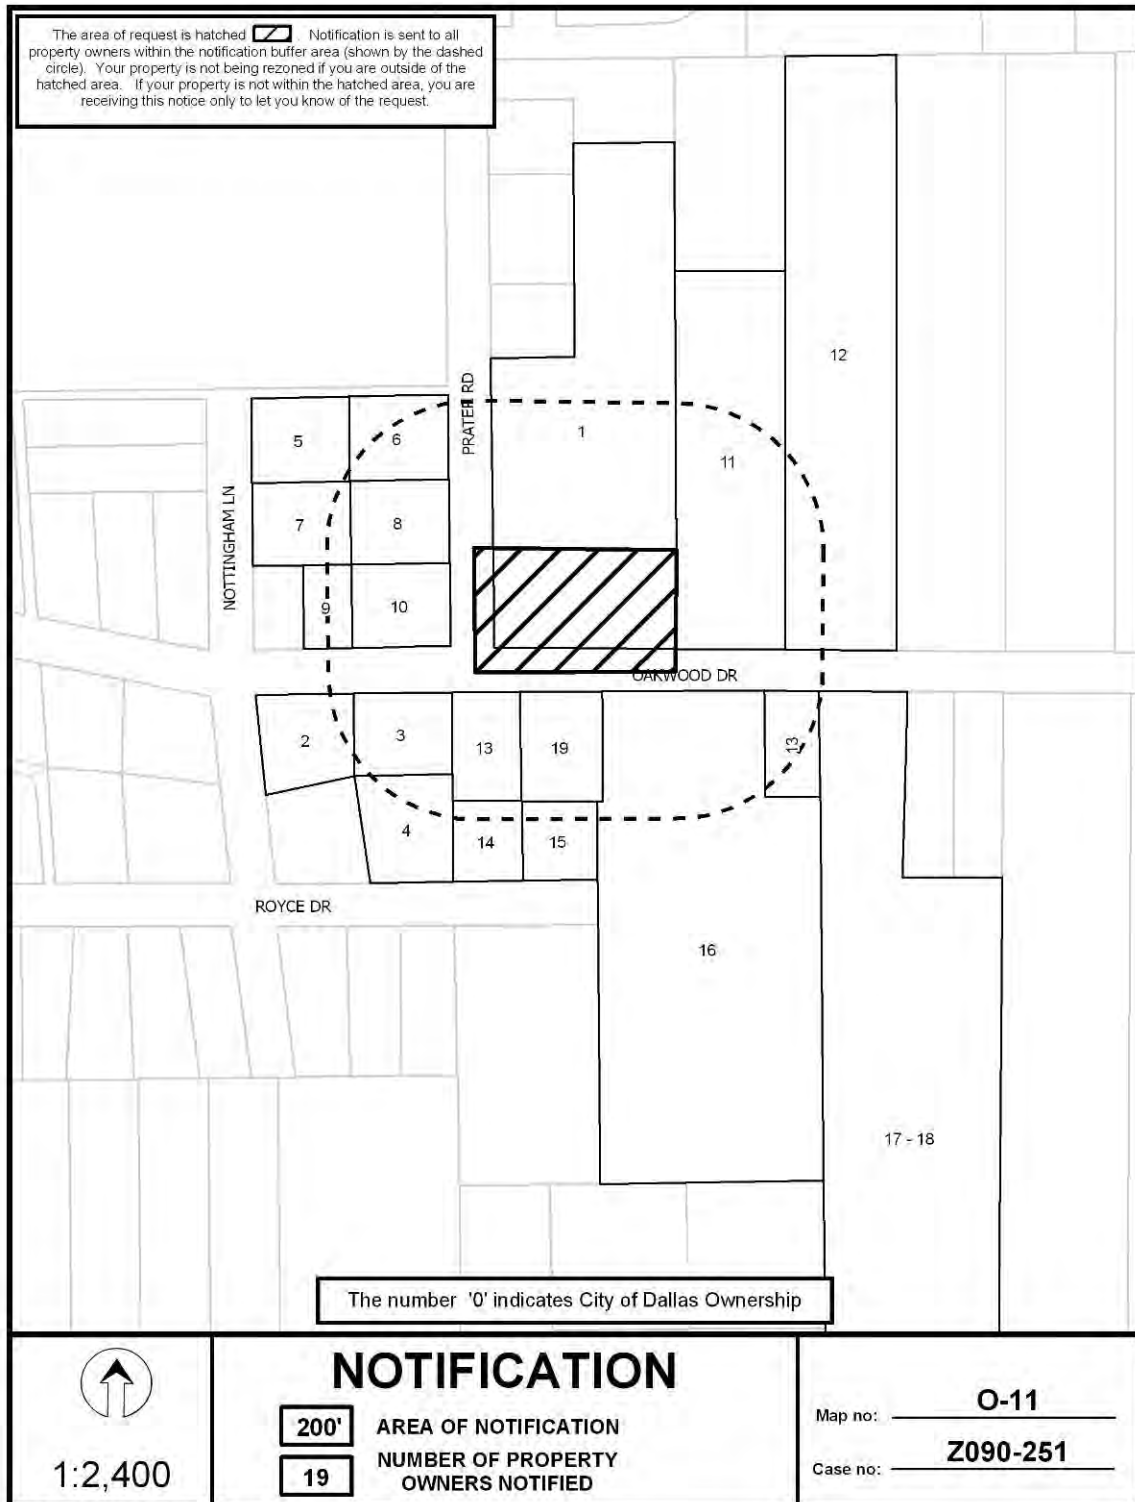 The area of request is hatched . Notification is sent to all
property owners within the notification buffer area (shown by the dashed
circle). Your property is not being rezoned if you are outside of the
hatched area. If your property is not within the hatched area, you are
receiving this notice only to let you know of the request.
12
PRATER RD
1
5
6
11
NOTTINGHAM LN
7
8
9
10
OAKWOOD DR
2
3
13
19
13
4
14
15
ROYCE DR
16
17 - 18
The number '0' indicates City of Dallas Ownership
1:2,400
NOTIFICATION
200' AREA OF NOTIFICATION
19 NUMBER OF PROPERTY
OWNERS NOTIFIED
Map no: O-11
Case no: Z090-251